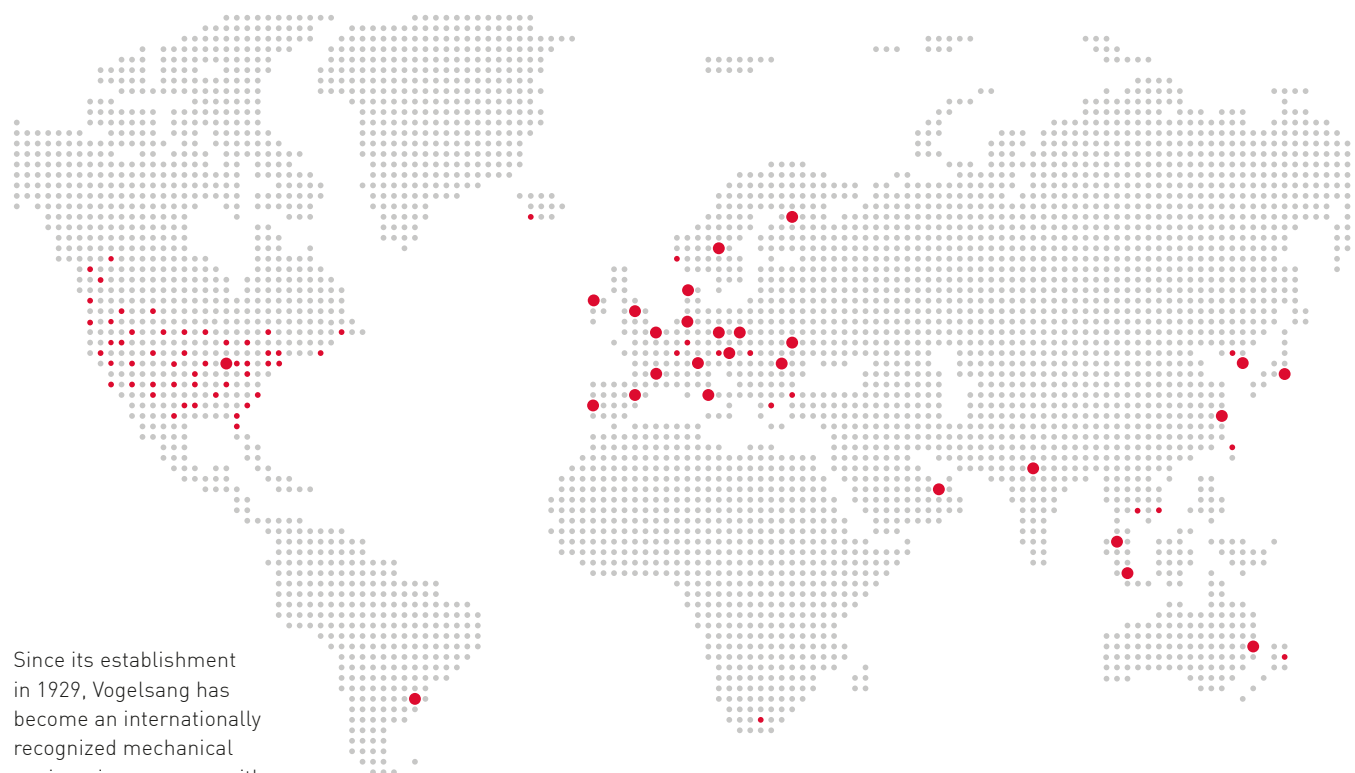 Since its establishment
in 1929, Vogelsang has
become an internationally
recognized mechanical